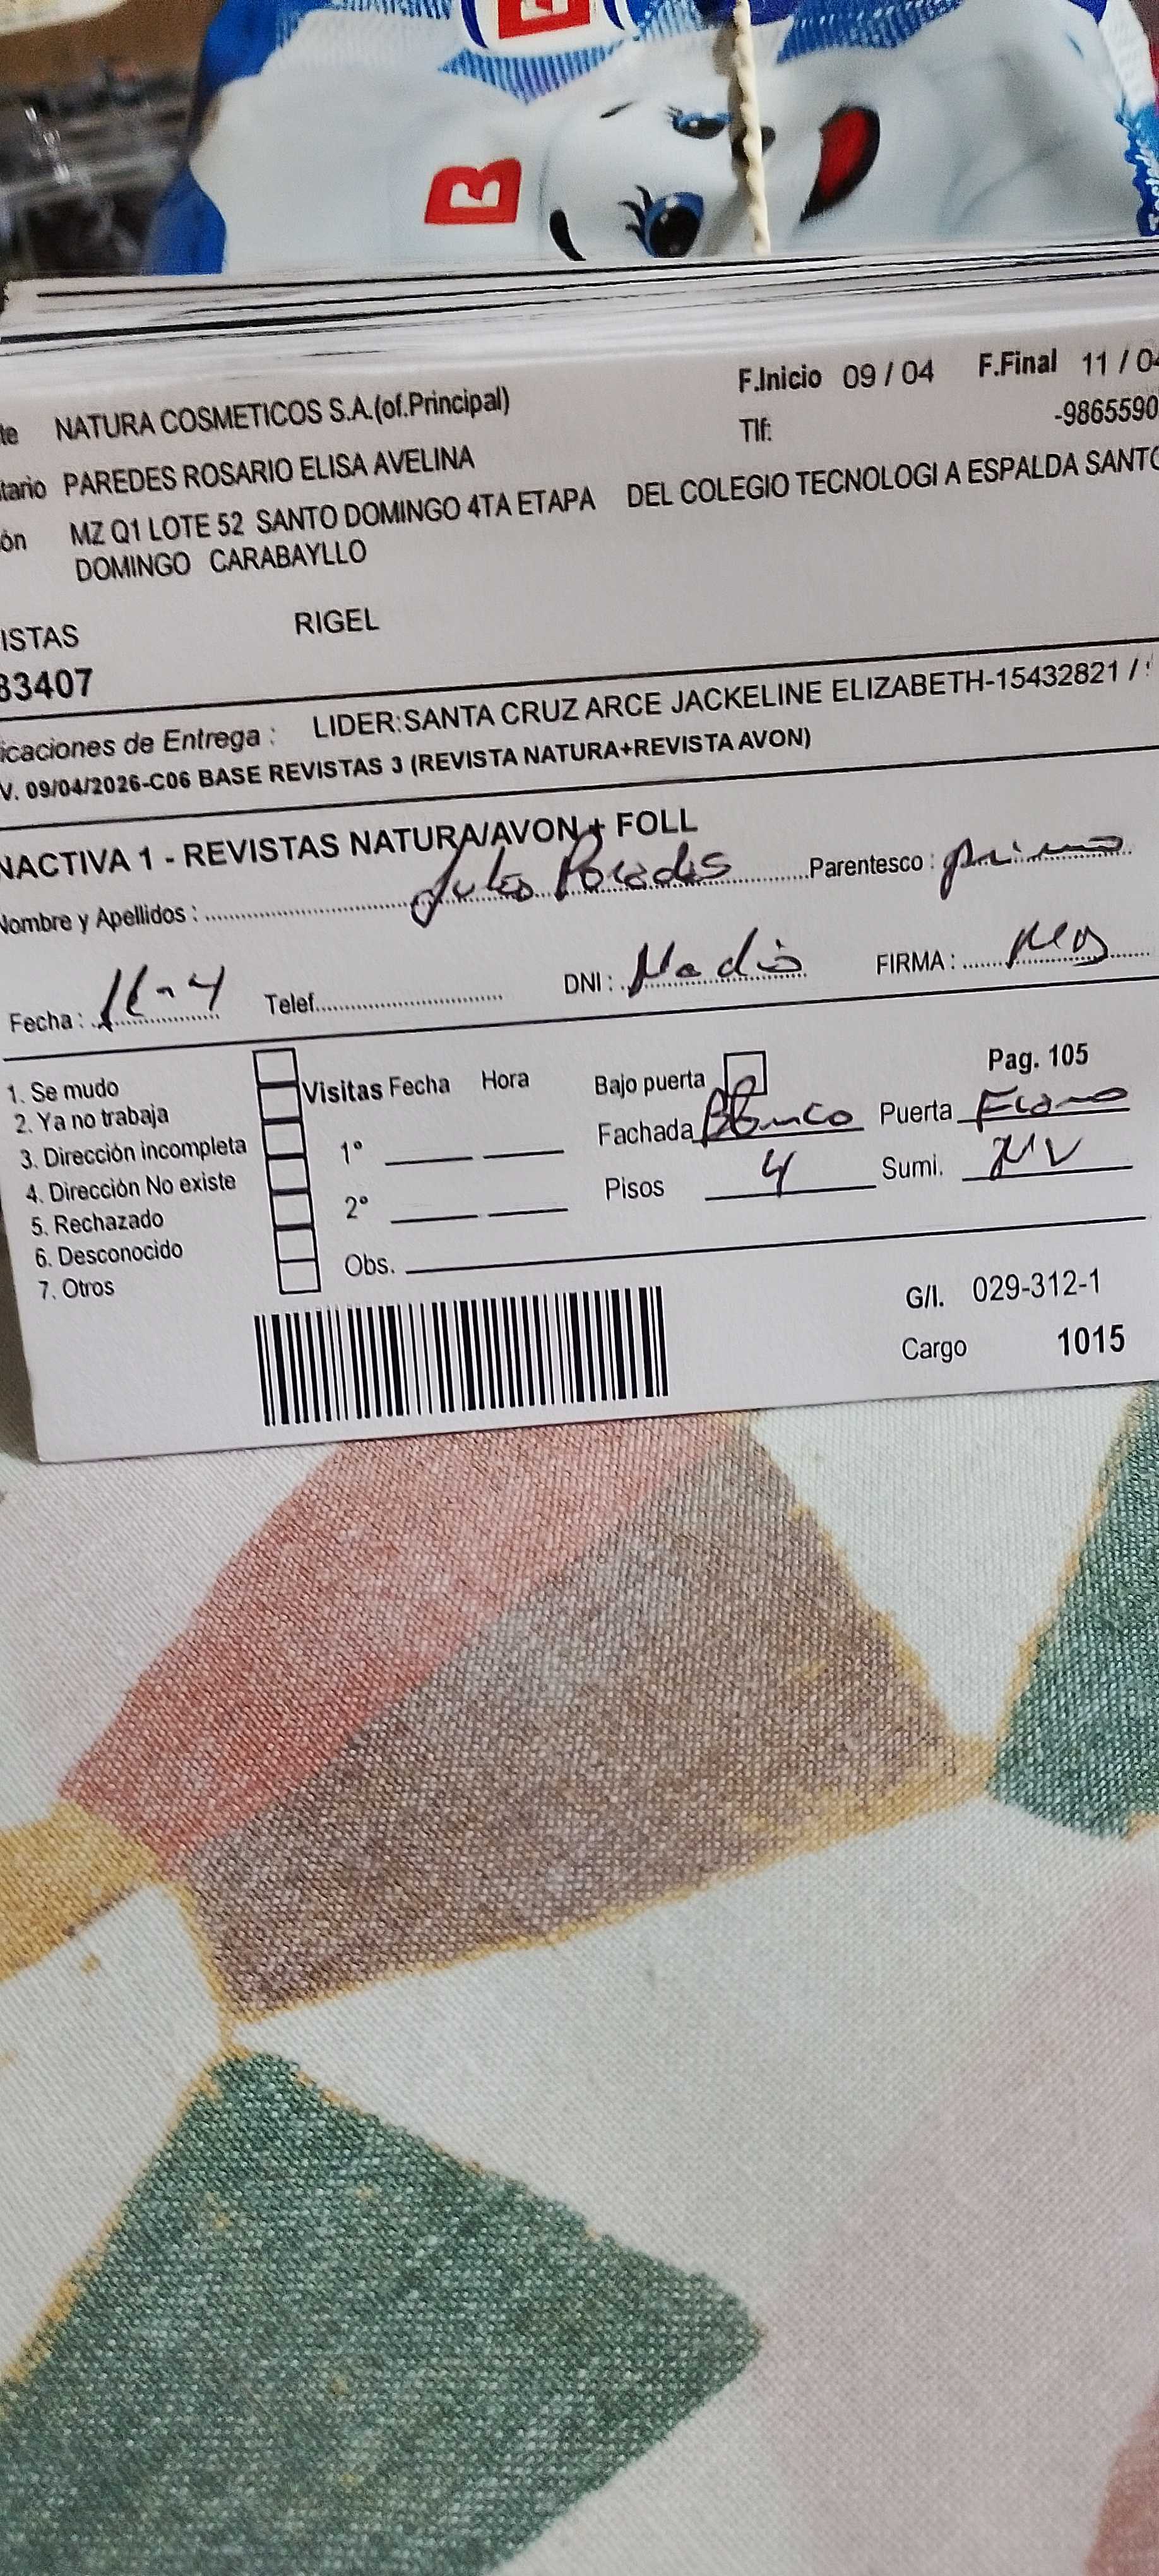 B
te NATURA COSMETICOS S.A.(of.Principal) F.Inicio 09 / 04 F.Final 11 / 04
tario PAREDES ROSARIO ELISA AVELINA Tlf: -9865590
ón MZ Q1 LOTE 52 SANTO DOMINGO 4TA ETAPA DEL COLEGIO TECNOLOGI A ESPALDA SANTO
DOMINGO CARABAYLLO
ISTAS RIGEL
83407
icaciones de Entrega : LIDER:SANTA CRUZ ARCE JACKELINE ELIZABETH-15432821 /
V. 09/04/2026-C06 BASE REVISTAS 3 (REVISTA NATURA+REVISTA AVON)
NACTIVA 1 - REVISTAS NATURA/AVON + FOLL
Nombre y Apellidos : Paredes Parentesco : primo
Fecha : 11-4 Telef. DNI : FIRMA :
1. Se mudo
2. Ya no trabaja
3. Dirección incompleta
4. Dirección No existe
5. Rechazado
6. Desconocido
7. Otros
Visitas Fecha Hora
1°
2°
Obs.
Bajo puerta Pag. 105
Fachada Blanco Puerta Fierro
Pisos 4 Sumi.
G/I. 029-312-1
Cargo 1015